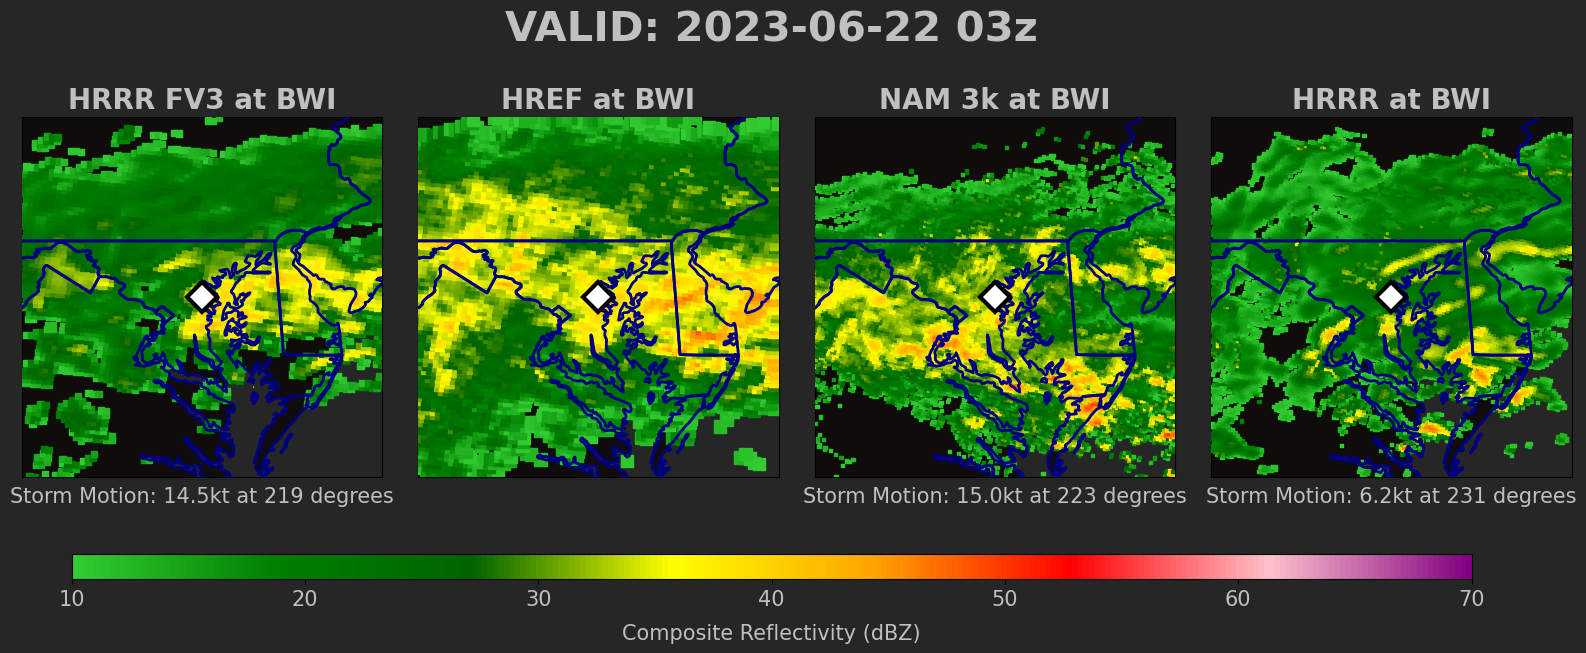 VALID: 2023-06-22 03z
HRRR FV3 at BWI
HREF at BWI
NAM 3k at BWI
HRRR at BWI
Storm Motion: 14.5kt at 219 degrees
Storm Motion: 15.0kt at 223 degrees
Storm Motion: 6.2kt at 231 degrees
10 20 30 40 50 60 70
Composite Reflectivity (dBZ)